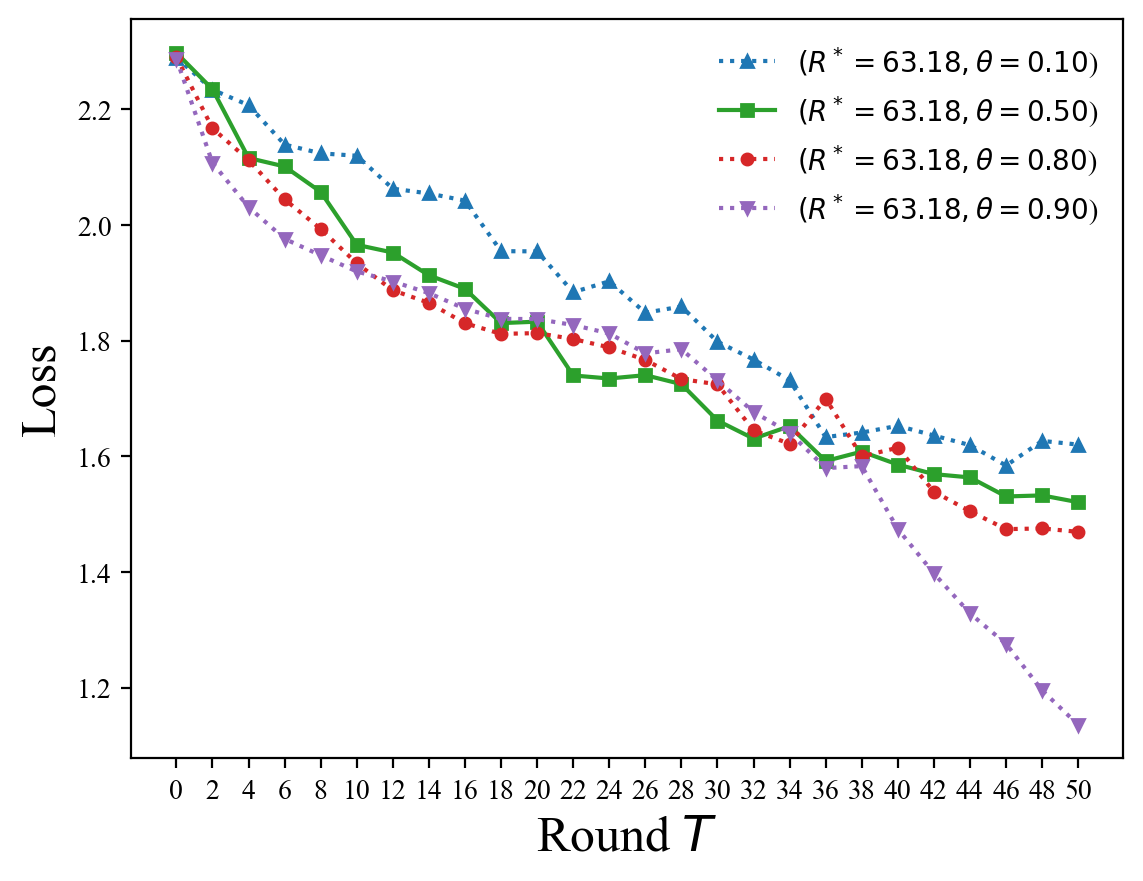 (R* = 63.18, θ = 0.10)
(R* = 63.18, θ = 0.50)
(R* = 63.18, θ = 0.80)
(R* = 63.18, θ = 0.90)
Loss
2.2
2.0
1.8
1.6
1.4
1.2
0 2 4 6 8 10 12 14 16 18 20 22 24 26 28 30 32 34 36 38 40 42 44 46 48 50
Round T